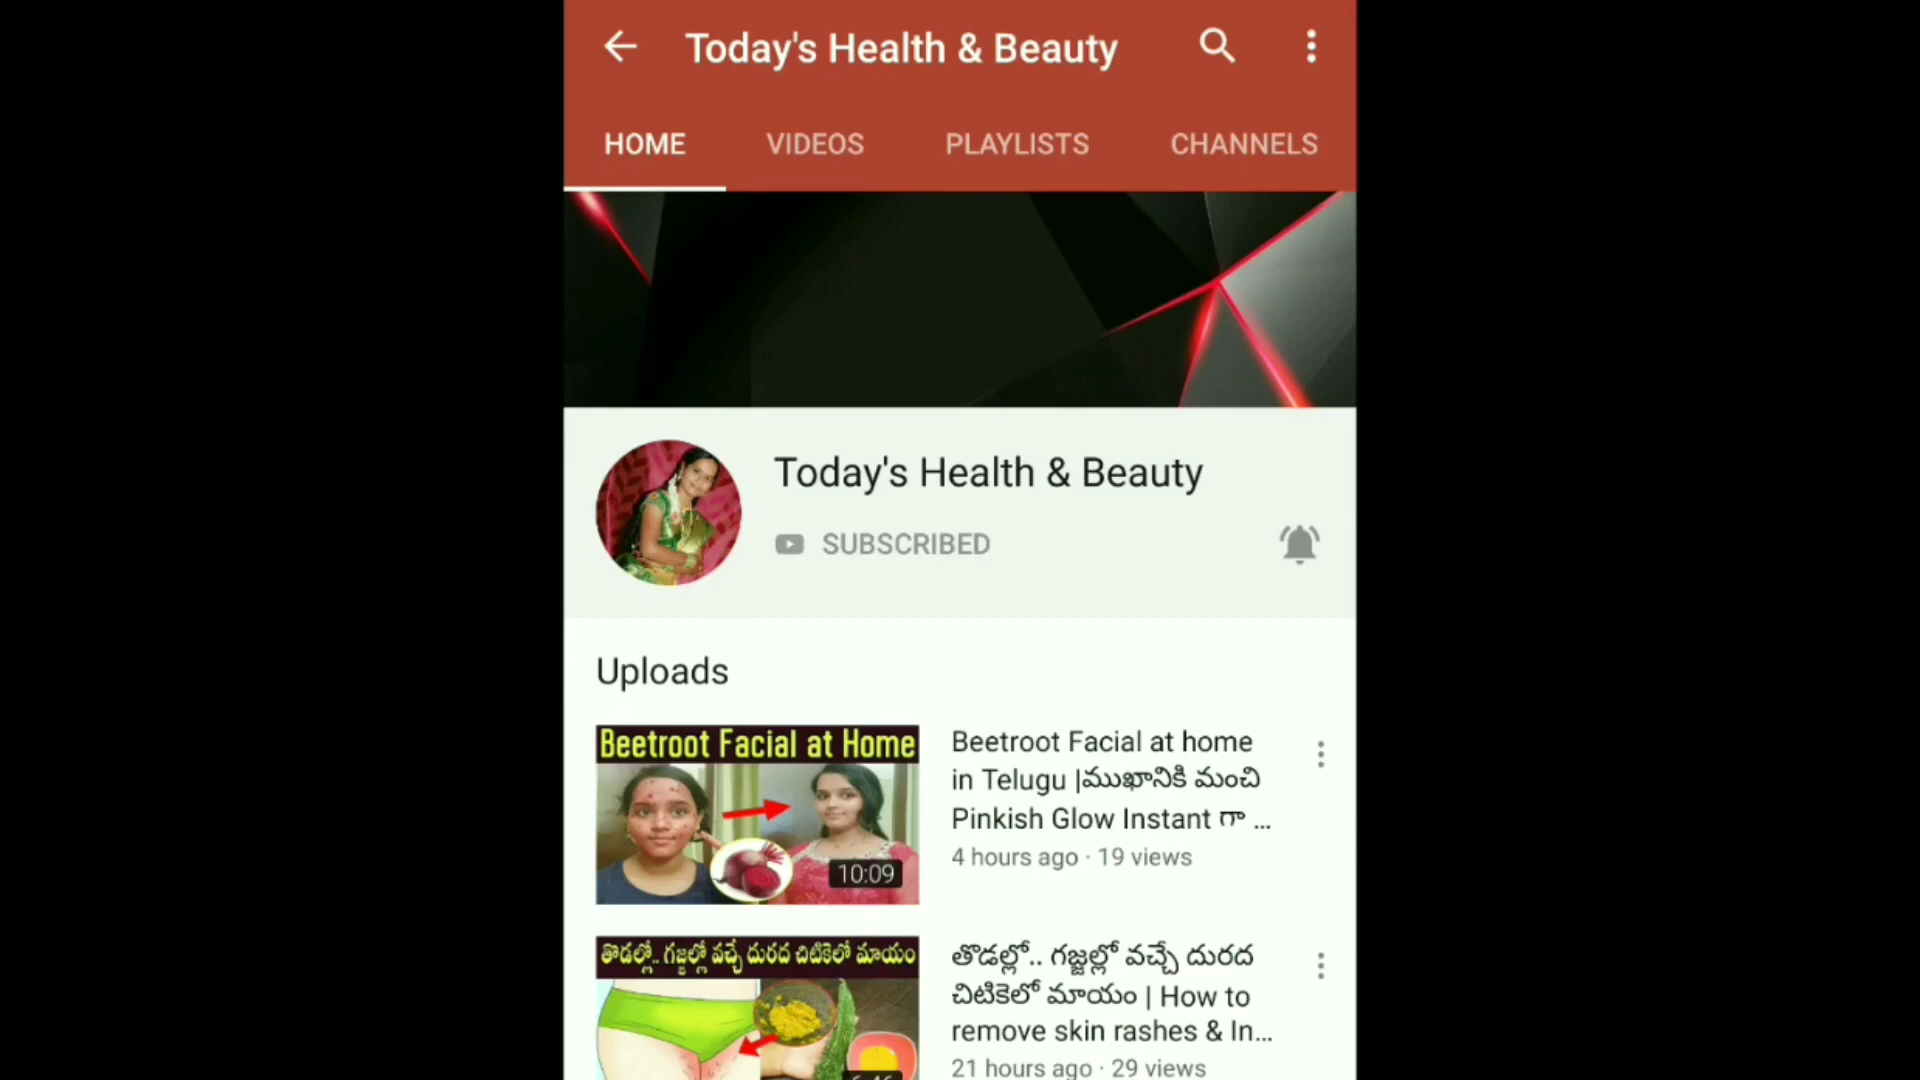 Today's Health & Beauty
HOME VIDEOS PLAYLISTS CHANNELS
Today's Health & Beauty
SUBSCRIBED
Uploads
Beetroot Facial at Home
10:09
Beetroot Facial at home
in Telugu |ముఖానికి మంచి
Pinkish Glow Instant గా ...
4 hours ago · 19 views
తొడల్లో.. గజ్జల్లో వచ్చే దురద చిటికెలో మాయం
తొడల్లో.. గజ్జల్లో వచ్చే దురద
చిటికెలో మాయం | How to
remove skin rashes & In...
21 hours ago · 29 views